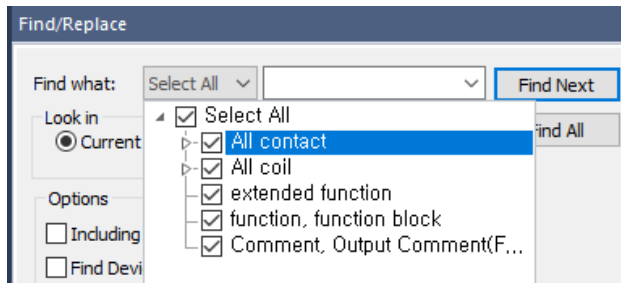 Find/Replace
Find what: Select All Find Next
Look in
Select All
Current
All contact
Find All
All coil
Options
extended function
function, function block
Including
Comment, Output Comment(F...
Find Devi